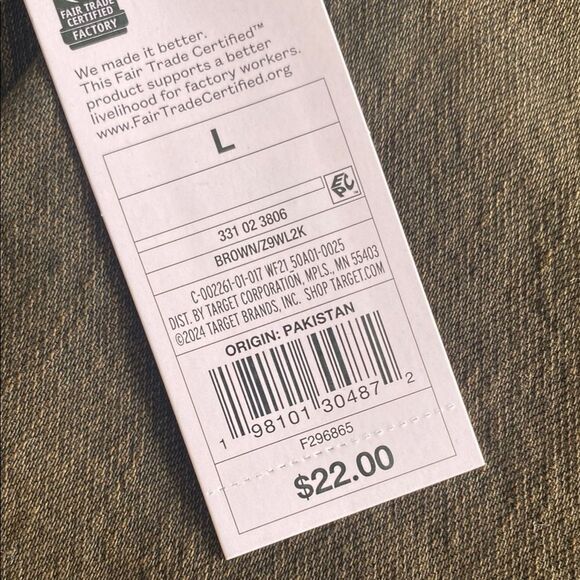 FAIR TRADE
CERTIFIED
FACTORY
We made it better.
This Fair Trade Certified™
product supports a better
livelihood for factory workers.
www.FairTradeCertified.org
L
EPC™
331 02 3806
BROWN/Z9WL2K
C-002261-01-017 WF21_50A01-0025
DIST. BY TARGET CORPORATION, MPLS., MN 55403
©2024 TARGET BRANDS, INC. SHOP TARGET.COM
ORIGIN: PAKISTAN
1 98101 30487 2
F296865
$22.00